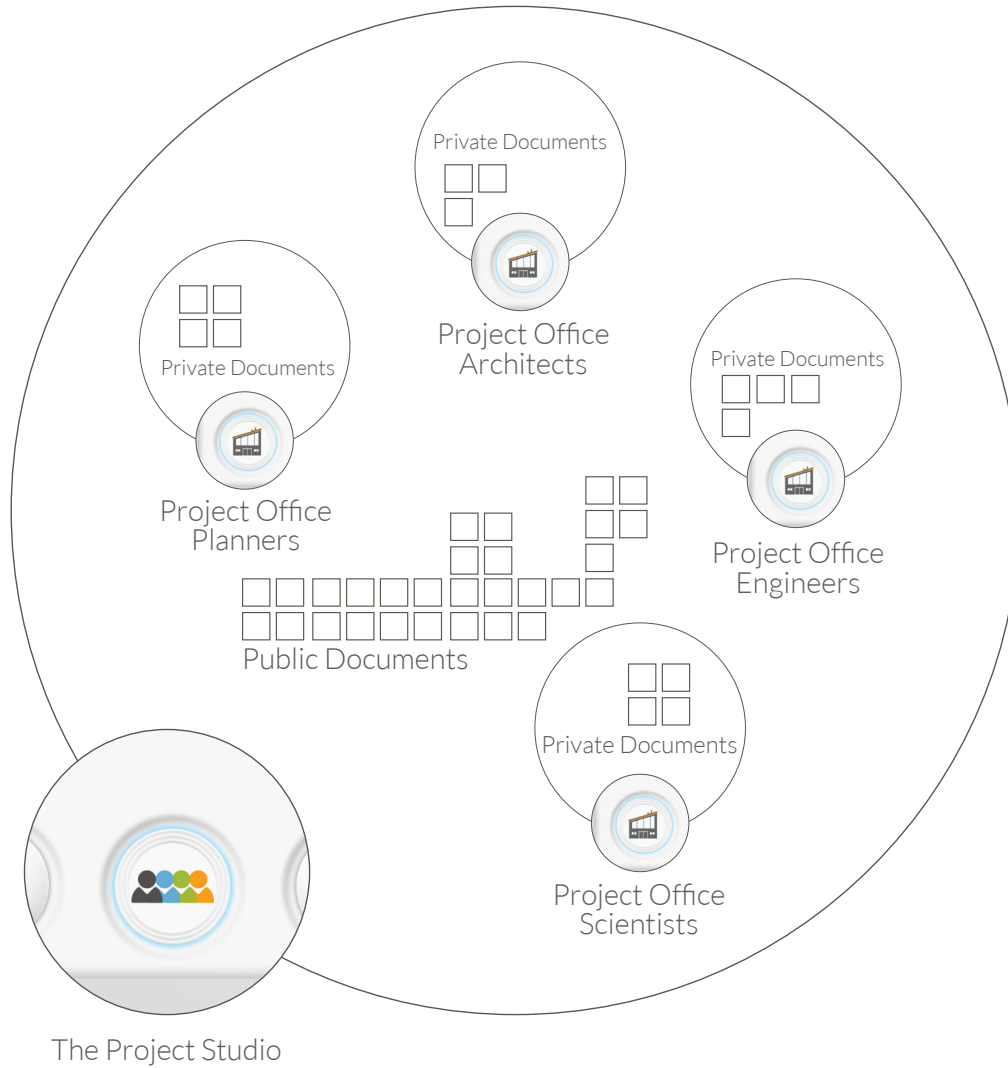 Private Documents
Project Office
Architects
Private Documents
Project Office
Planners
Private Documents
Project Office
Engineers
Public Documents
Private Documents
Project Office
Scientists
The Project Studio